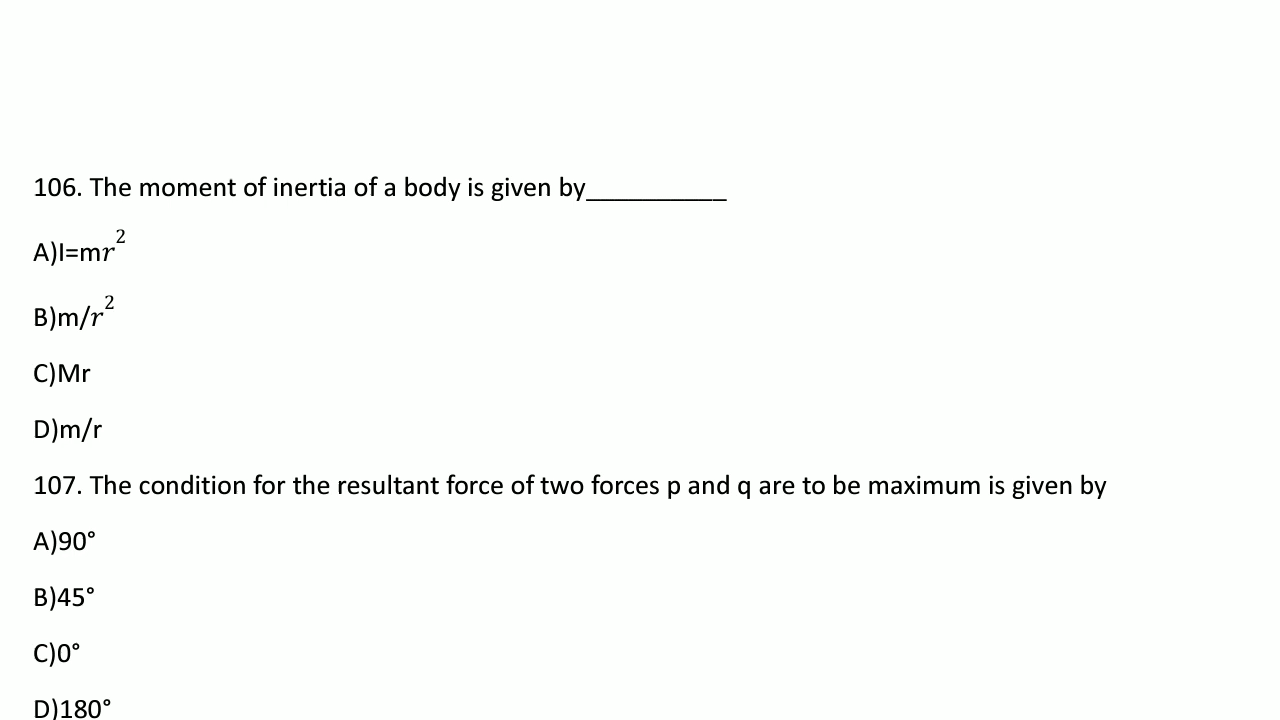 106. The moment of inertia of a body is given by__________
A)I=mr²
B)m/r²
C)Mr
D)m/r
107. The condition for the resultant force of two forces p and q are to be maximum is given by
A)90°
B)45°
C)0°
D)180°